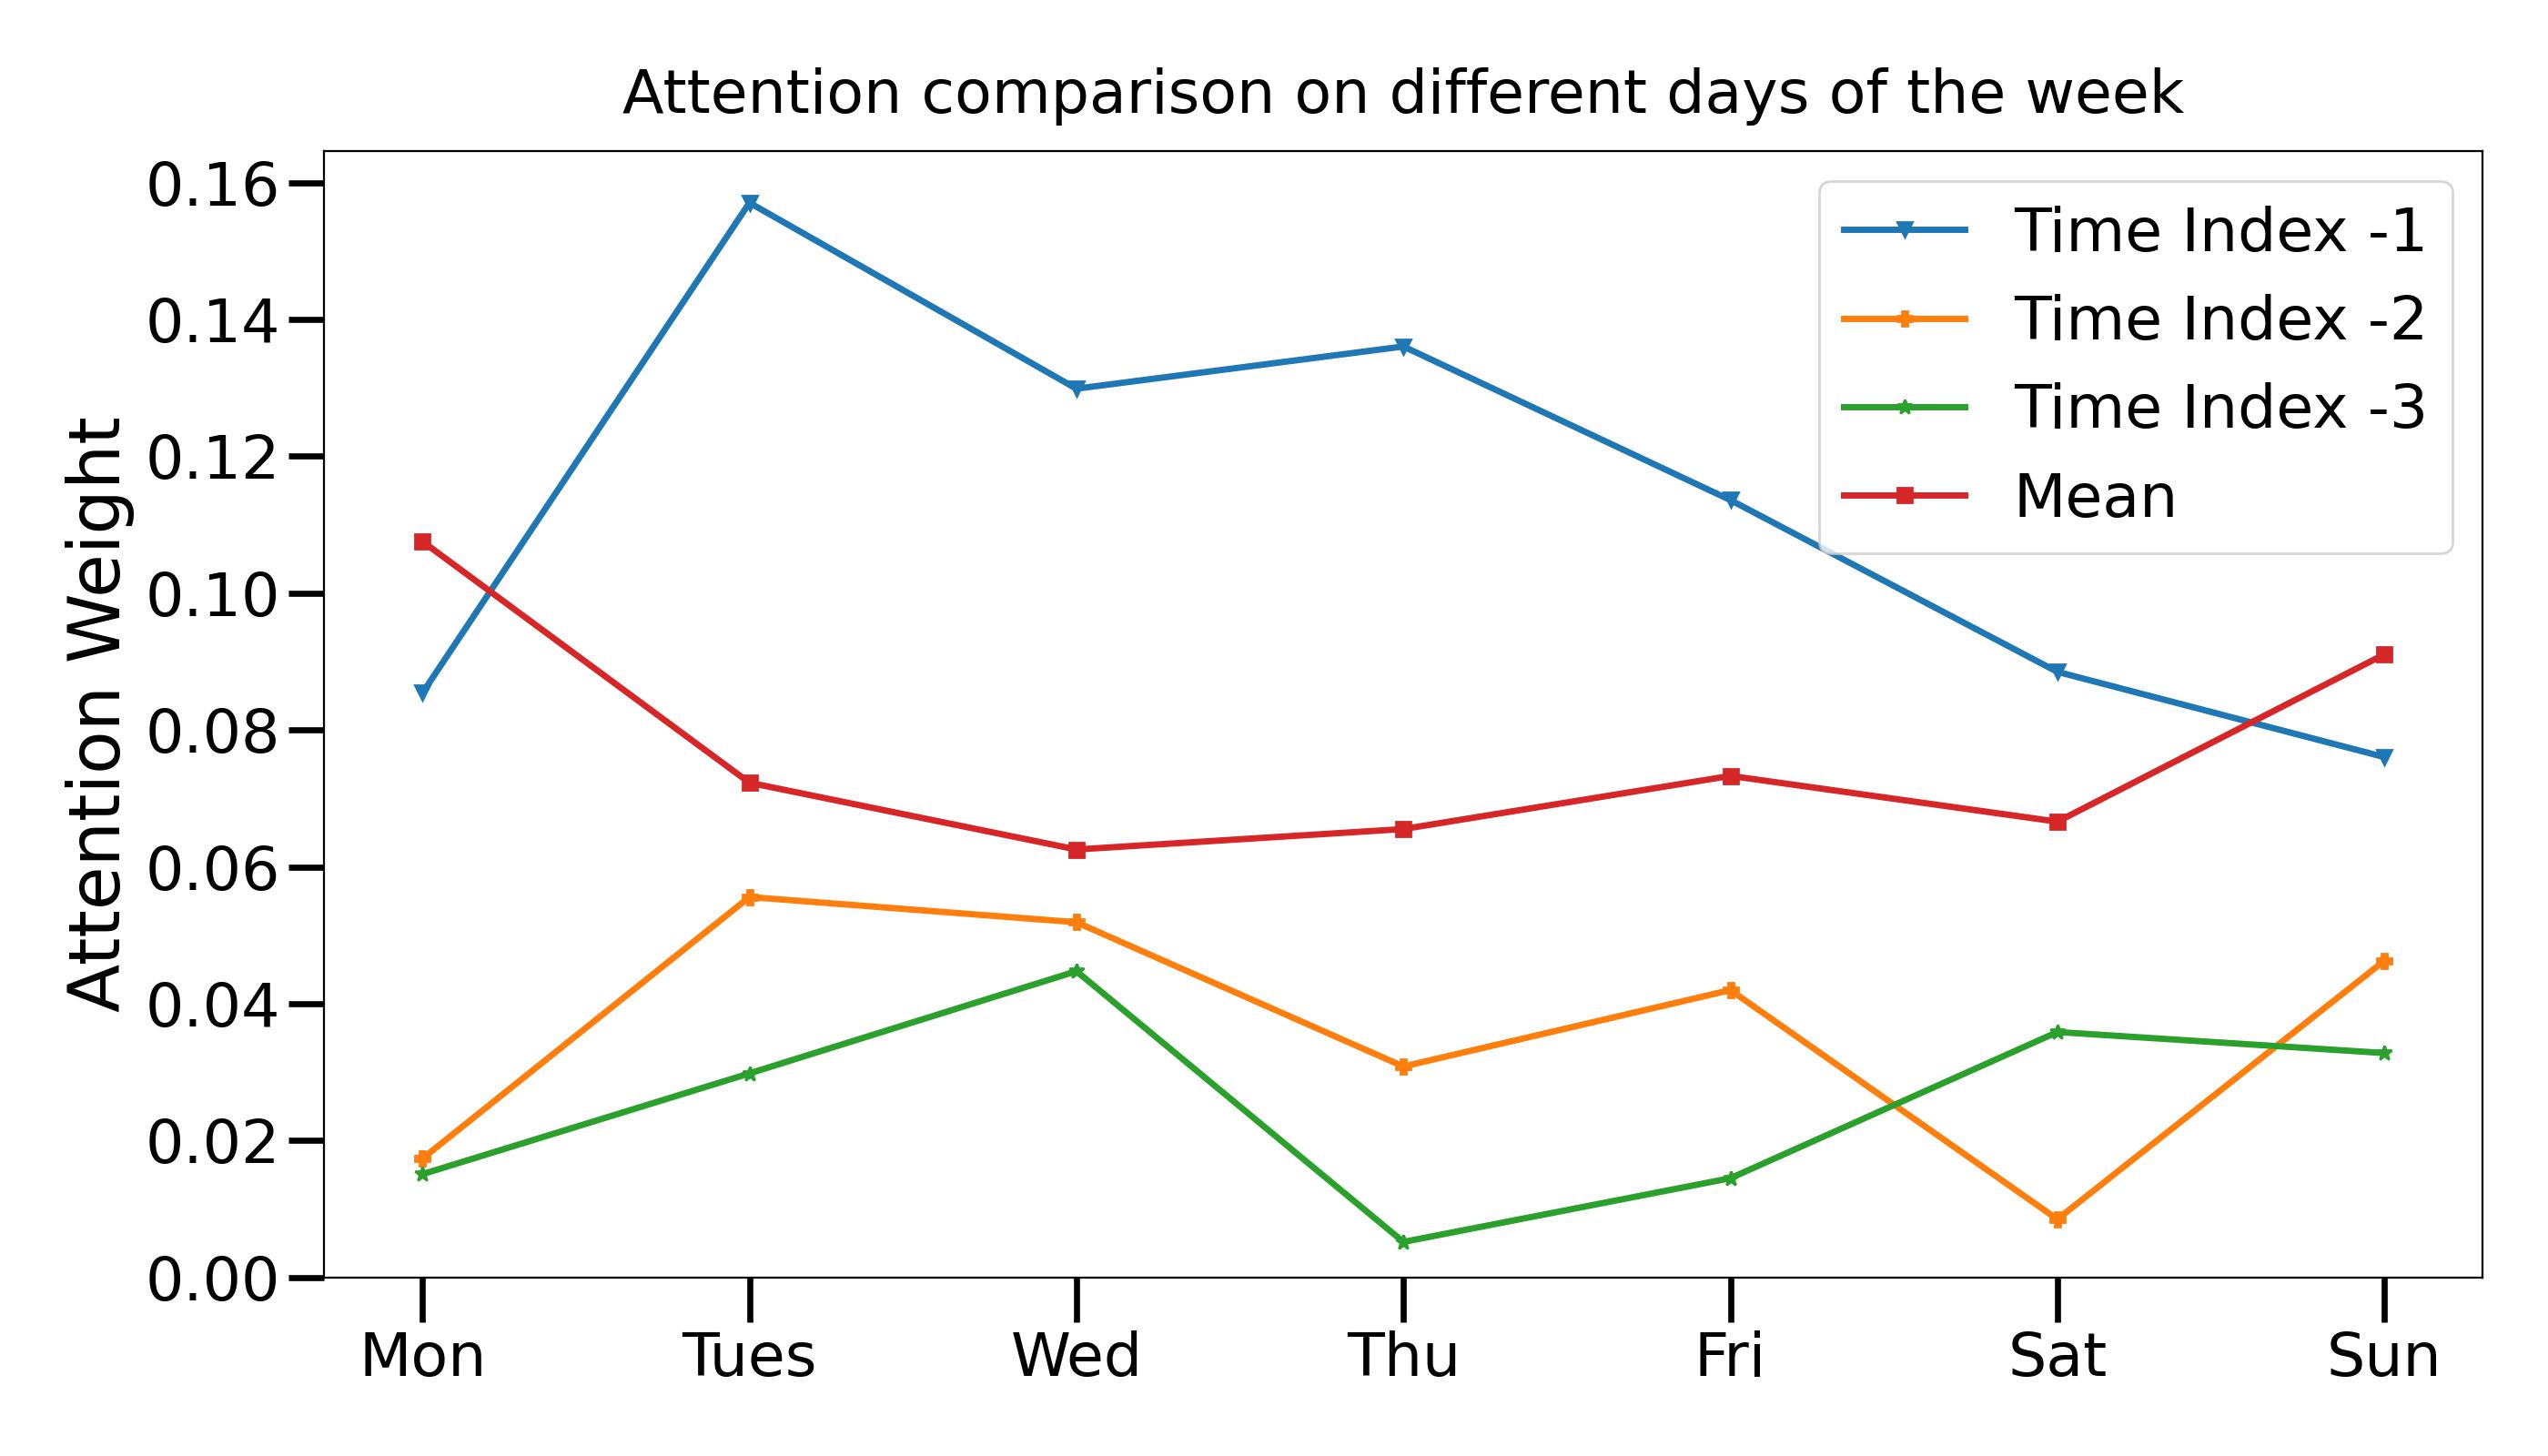 Attention comparison on different days of the week
Attention Weight
0.16
0.14
0.12
0.10
0.08
0.06
0.04
0.02
0.00
Time Index -1
Time Index -2
Time Index -3
Mean
Mon Tues Wed Thu Fri Sat Sun